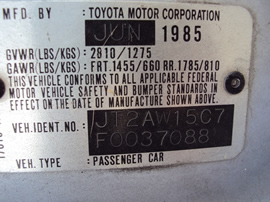 MFD. BY : TOYOTA MOTOR CORPORATION
JUN 1985
GVWR(LBS/KGS) : 2810/1275
GAWR(LBS/KGS) : FRT.1455/660 RR.1785/810
THIS VEHICLE CONFORMS TO ALL APPLICABLE
FEDERAL MOTOR VEHICLE SAFETY
AND BUMPER STANDARDS IN EFFECT
ON THE DATE OF MANUFACTURE
SHOWN ABOVE.
VEH.IDENT.NO: JT2AW15C7
F0037088
VEH. TYPE : PASSENGER CAR